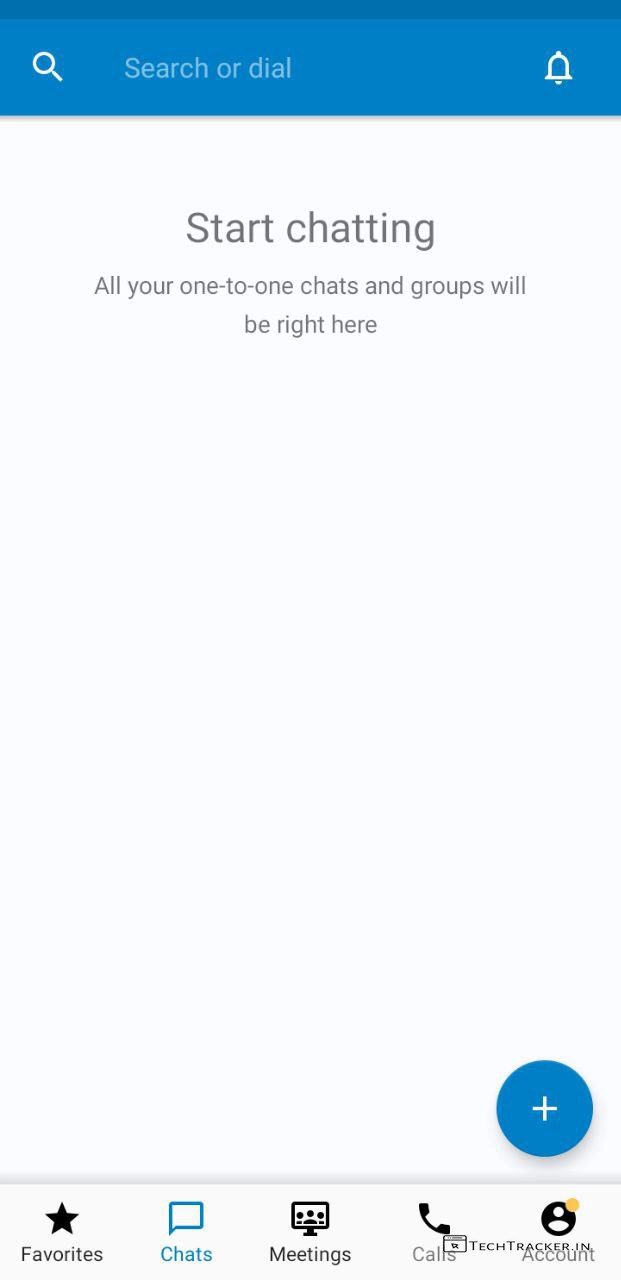 Search or dial
Start chatting
All your one-to-one chats and groups will
be right here
Favorites
Chats
Meetings
Calls
Account
TechTracker.in